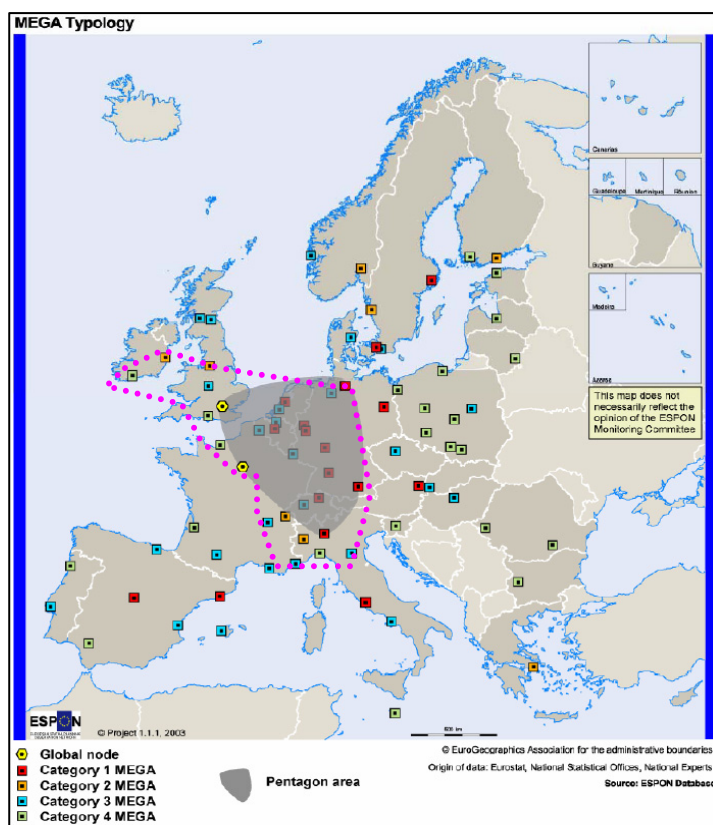 MEGA Typology
Canarias
Guadeloupe
Martinique
Réunion
Guyane
Madeira
Azores
This map does not
necessarily reflect the
opinion of the ESPON
Monitoring Committee
ESPON
© Project 1.1.1, 2003
© EuroGeographics Association for the administrative boundaries
Origin of data: Eurostat, National Statistical Offices, National Experts
Source: ESPON Database
Global node
Category 1 MEGA
Category 2 MEGA
Category 3 MEGA
Category 4 MEGA
Pentagon area